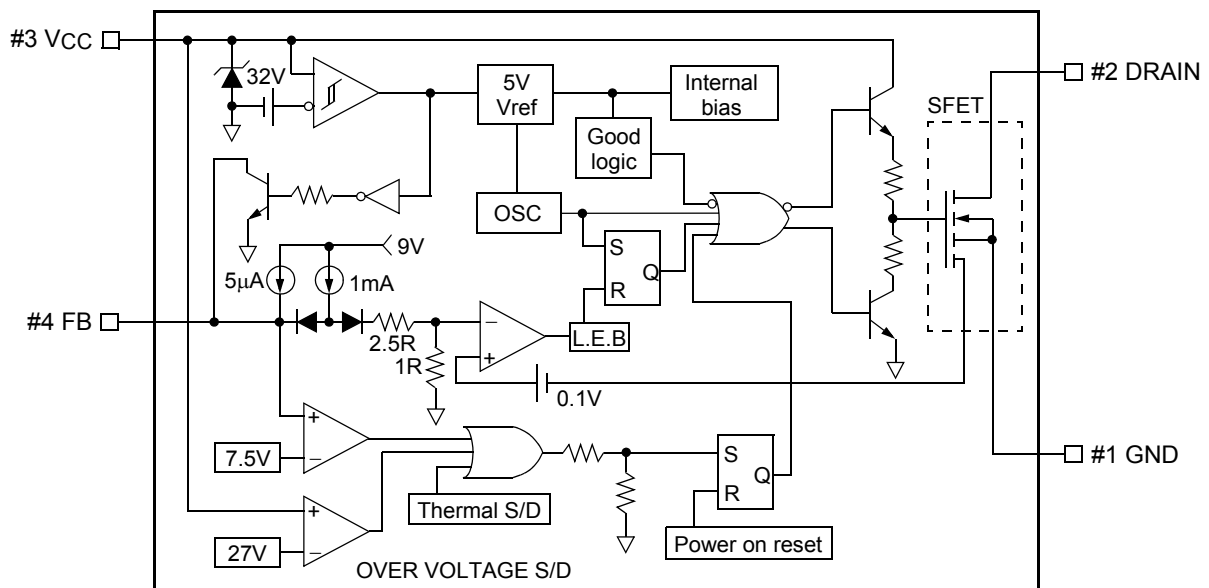 #3 VCC
32V
5V
Vref
Internal
bias
#2 DRAIN
SFET
Good
logic
OSC
9V
5μA
1mA
S
R
Q
#4 FB
2.5R
1R
−
+
L.E.B
0.1V
+
−
7.5V
Thermal S/D
S
R
Q
#1 GND
+
−
27V
Power on reset
OVER VOLTAGE S/D